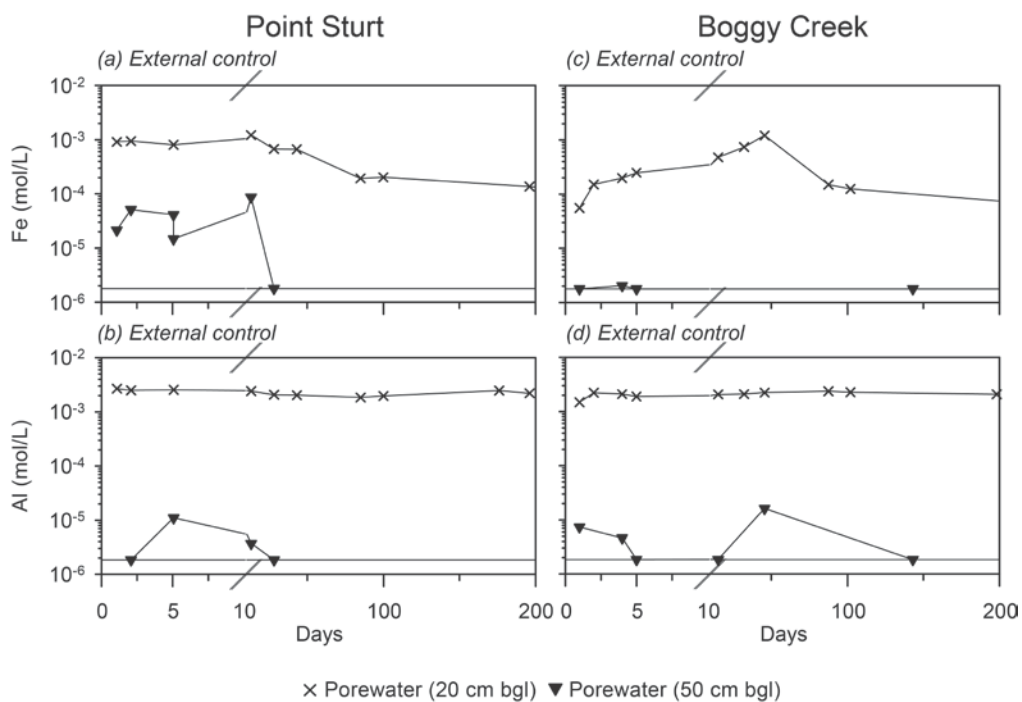 Point Sturt
Boggy Creek
(a) External control
(c) External control
Fe (mol/L)
10⁻²
10⁻³
10⁻⁴
10⁻⁵
10⁻⁶
(b) External control
(d) External control
Al (mol/L)
10⁻²
10⁻³
10⁻⁴
10⁻⁵
10⁻⁶
0 5 10 100 200
0 5 10 100 200
Days
Days
× Porewater (20 cm bgl) ▼ Porewater (50 cm bgl)